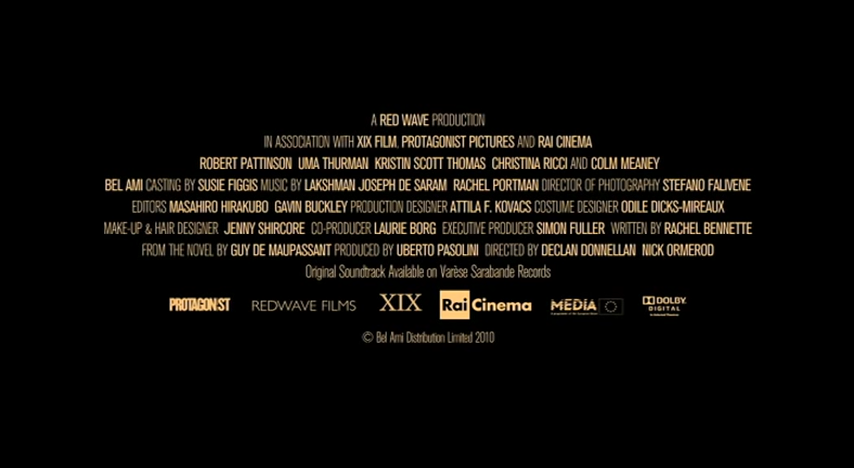 A RED WAVE PRODUCTION
IN ASSOCIATION WITH XIX FILM, PROTAGONIST PICTURES AND RAI CINEMA
ROBERT PATTINSON UMA THURMAN KRISTIN SCOTT THOMAS CHRISTINA RICCI AND COLM MEANEY
BEL AMI CASTING BY SUSIE FIGGIS MUSIC BY LAKSHMAN JOSEPH DE SARAM RACHEL PORTMAN DIRECTOR OF PHOTOGRAPHY STEFANO FALIVENE
EDITORS MASAHIRO HIRAKUBO GAVIN BUCKLEY PRODUCTION DESIGNER ATTILA F. KOVACS COSTUME DESIGNER ODILE DICKS-MIREAUX
MAKE-UP & HAIR DESIGNER JENNY SHIRCORE CO-PRODUCER LAURIE BORG EXECUTIVE PRODUCER SIMON FULLER WRITTEN BY RACHEL BENNETTE
FROM THE NOVEL BY GUY DE MAUPASSANT PRODUCED BY UBERTO PASOLINI DIRECTED BY DECLAN DONNELLAN NICK ORMEROD
Original Soundtrack Available on Varèse Sarabande Records
PROTAGONIST REDWAVE FILMS XIX Rai Cinema MEDIA DOLBY DIGITAL
© Bel Ami Distribution Limited 2010